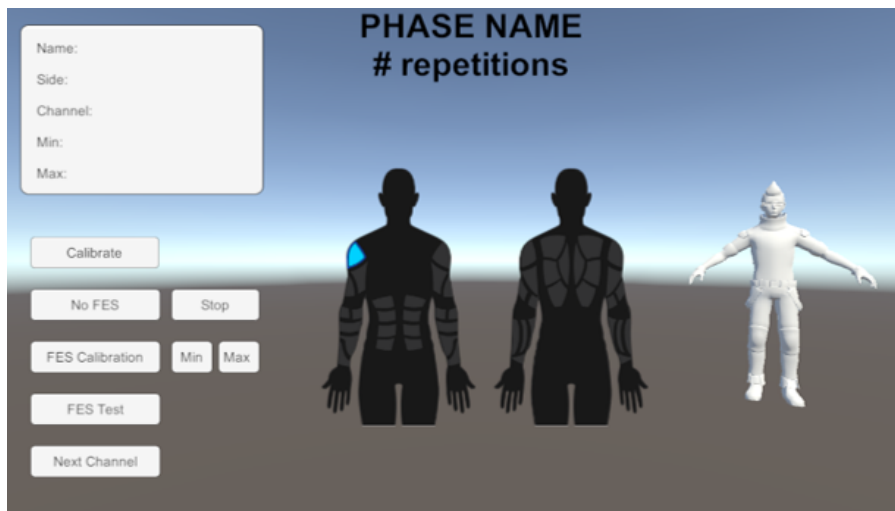 PHASE NAME
# repetitions
Name:
Side:
Channel:
Min:
Max:
Calibrate
No FES Stop
FES Calibration Min Max
FES Test
Next Channel